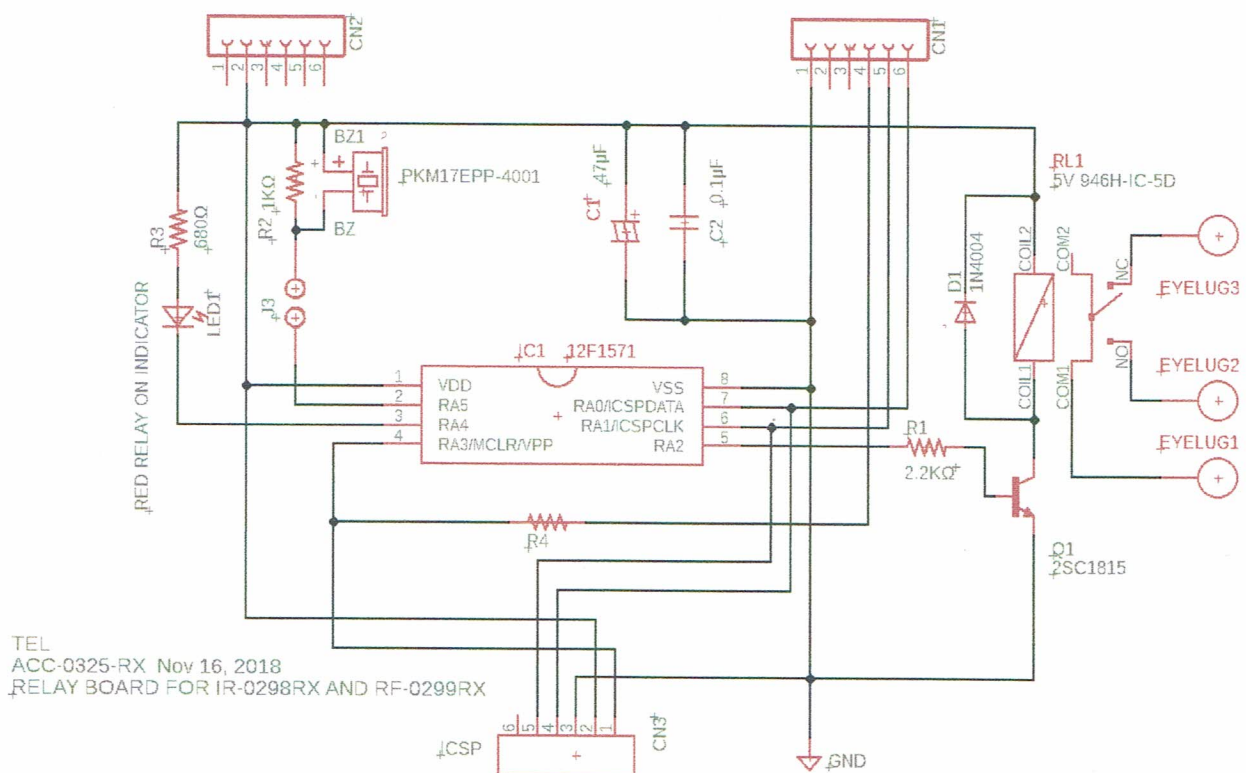 CN2
1 2 3 4 5 6
CN1
1 2 3 4 5 6
BZ1
PKM17EPP-4001
BZ
R2
1KΩ
R3
680Ω
LED1
RED RELAY ON INDICATOR
J3
C1
47µF
C2
0.1µF
RL1
5V 946H-IC-5D
D1
1N4004
COIL2
COIL1
COM2
COM1
NC
NO
EYELUG3
EYELUG2
EYELUG1
IC1 12F1571
1 VDD
2 RA5
3 RA4
4 RA3/MCLR/VPP
VSS 8
RA0/ICSPDATA 7
RA1/ICSPCLK 6
RA2 5
R1
2.2KΩ
R4
Q1
2SC1815
TEL
ACC-0325-RX Nov 16, 2018
RELAY BOARD FOR IR-0298RX AND RF-0299RX
ICSP
6 5 4 3 2 1
CN3
GND